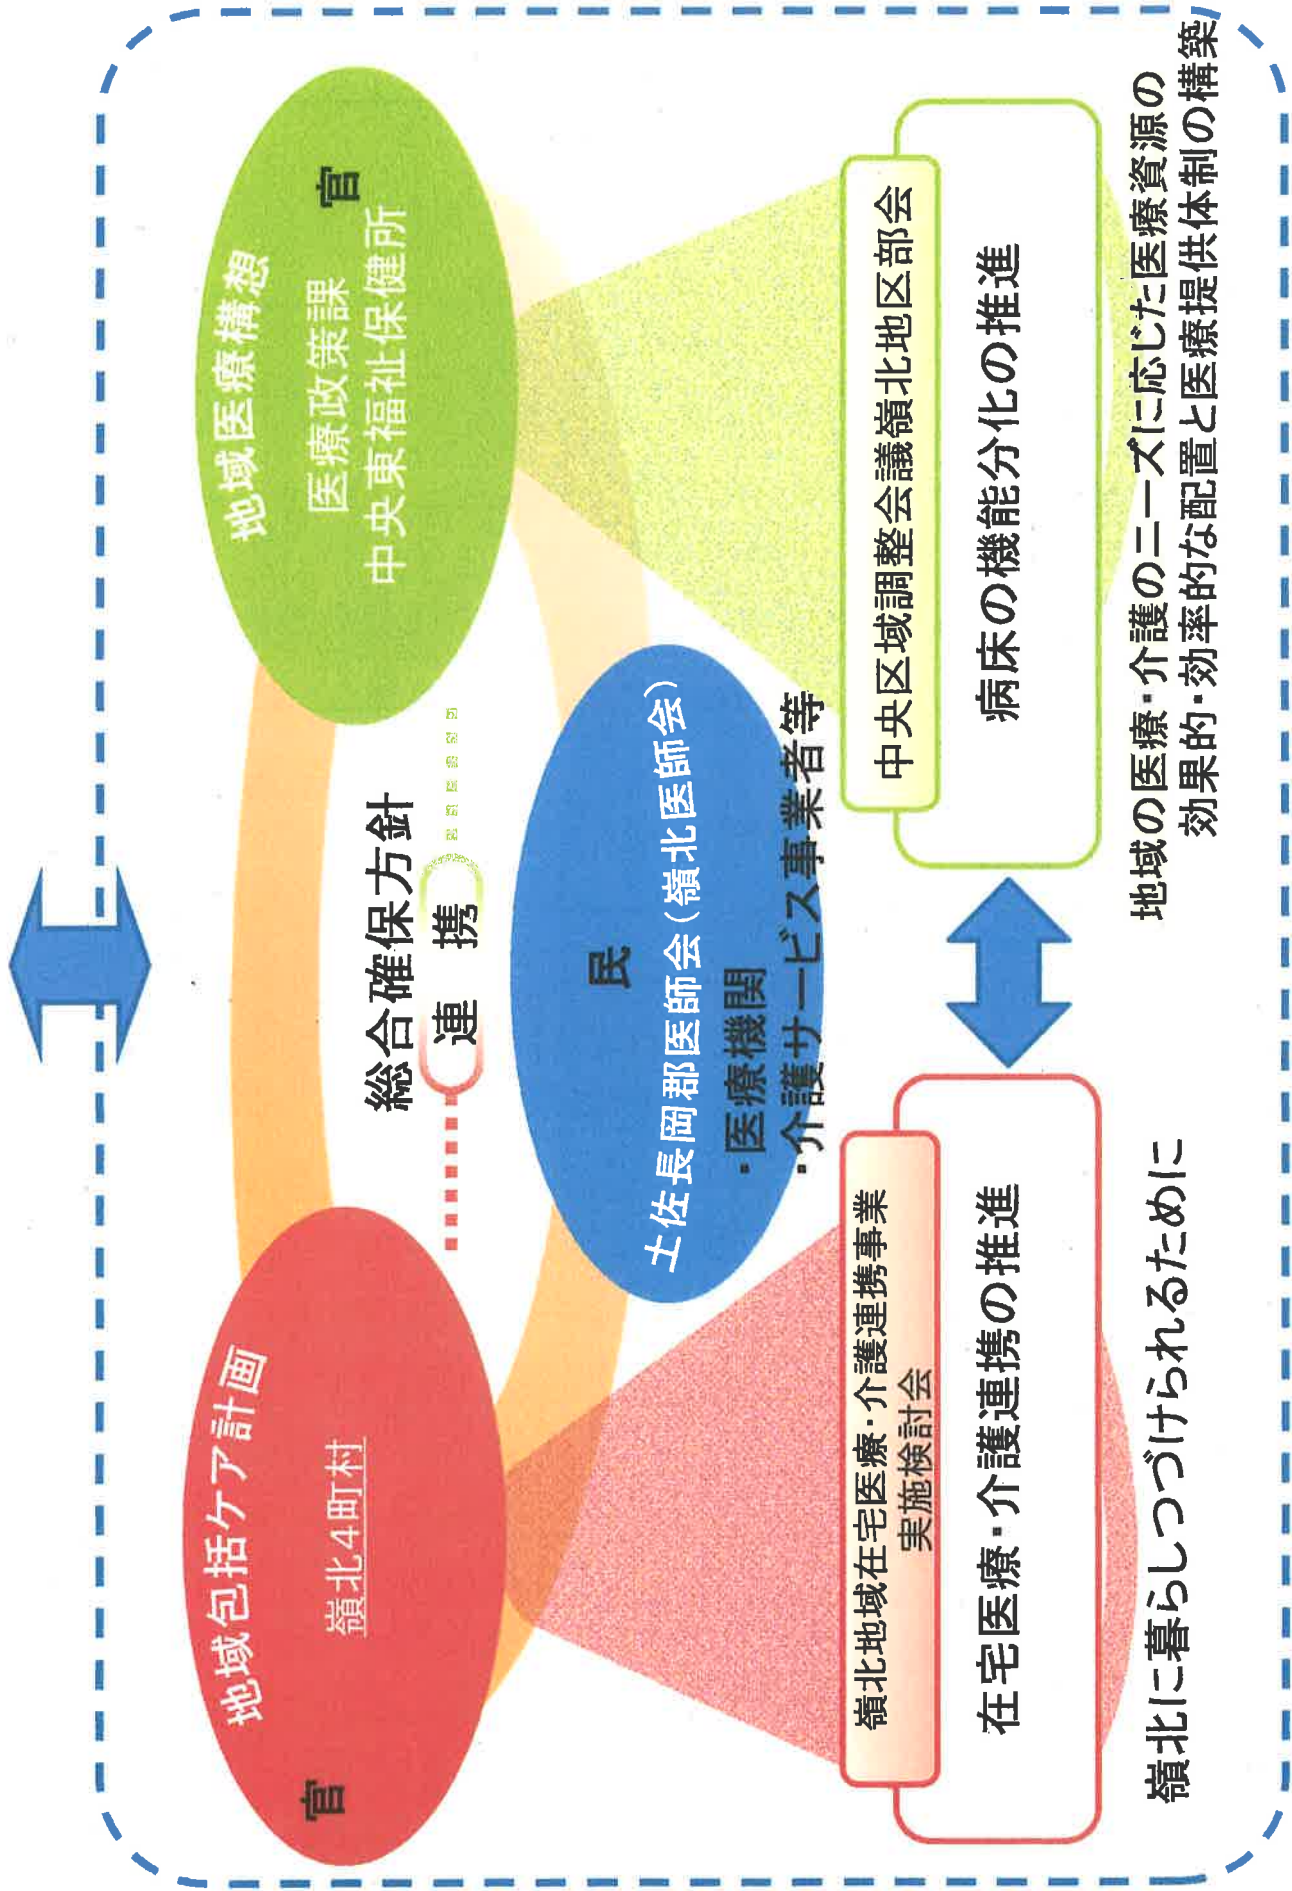 地域包括ケア計画
官
嶺北4町村
地域医療構想
官
医療政策課
中央東福祉保健所
総合確保方針
連 携
民
土佐長岡郡医師会(嶺北医師会)
・医療機関
・介護サービス事業者等
嶺北地域在宅医療・介護連携事業
実施検討会
在宅医療・介護連携の推進
嶺北に暮らしつづけられるために
中央区域調整会議嶺北地区部会
病床の機能分化の推進
地域の医療・介護のニーズに応じた医療資源の
効果的・効率的な配置と医療提供体制の構築